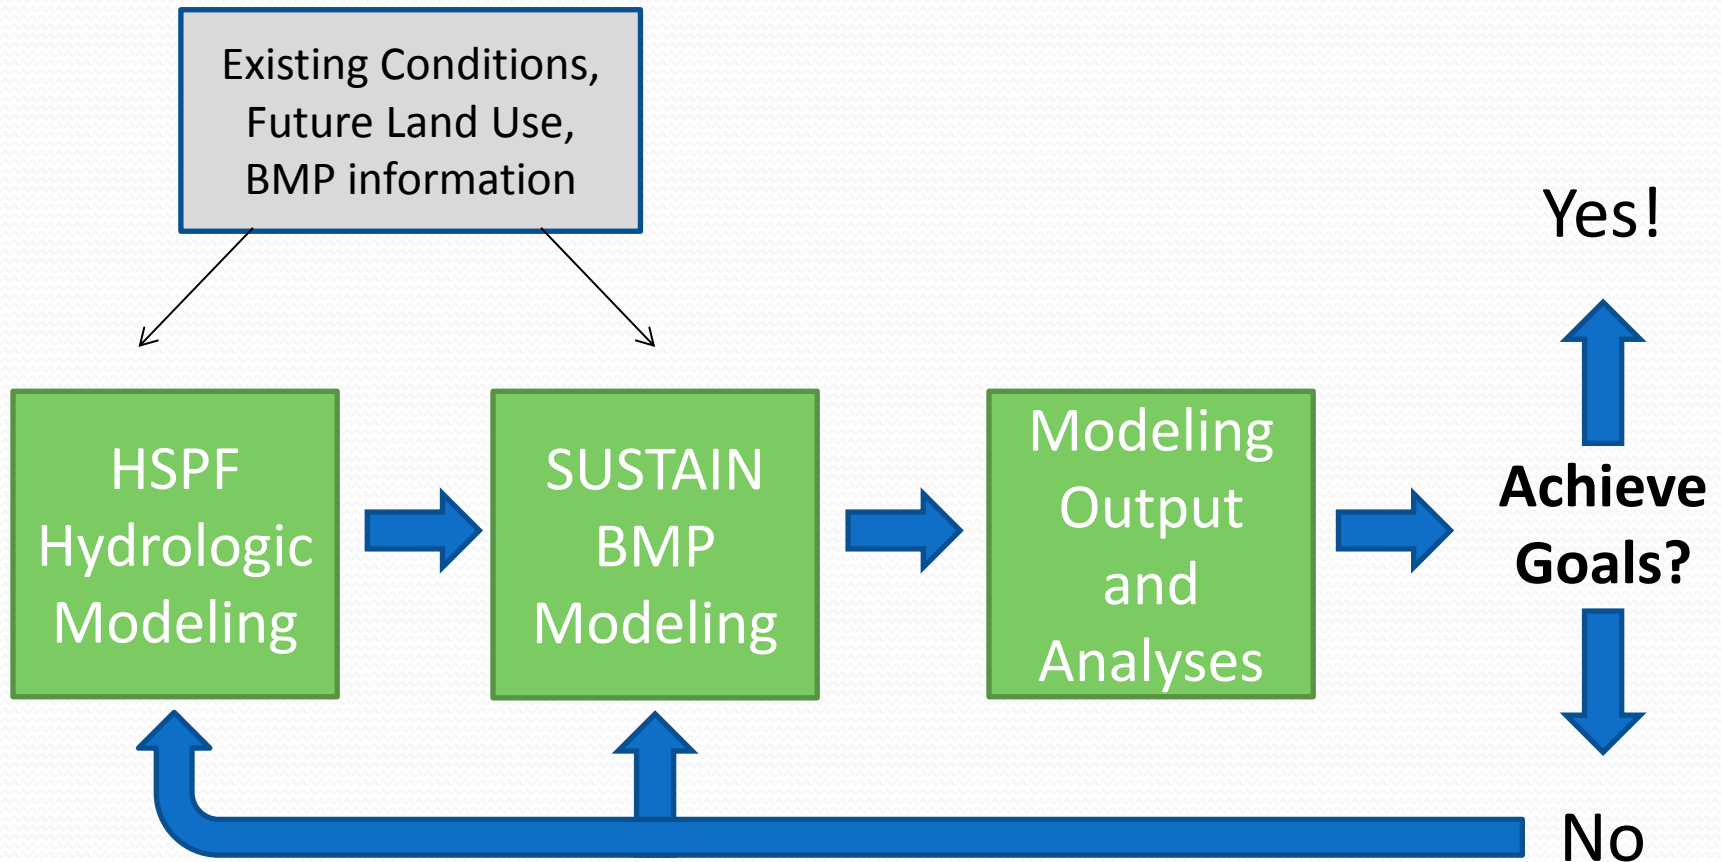 Existing Conditions,
Future Land Use,
BMP information
HSPF
Hydrologic
Modeling
SUSTAIN
BMP
Modeling
Modeling
Output
and
Analyses
Yes!
Achieve
Goals?
No